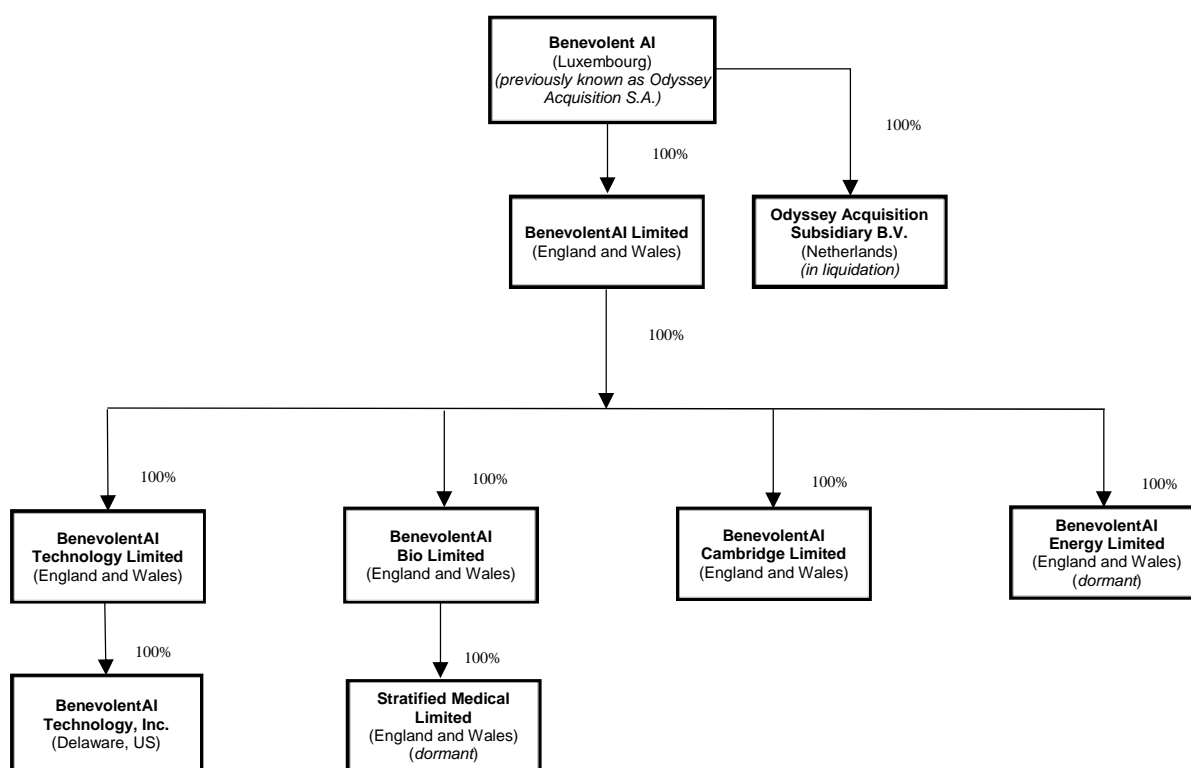 Benevolent AI
(Luxembourg)
(previously known as Odyssey
Acquisition S.A.)
100%
100%
BenevolentAI Limited
(England and Wales)
Odyssey Acquisition
Subsidiary B.V.
(Netherlands)
(in liquidation)
100%
100%
100%
100%
100%
BenevolentAI
Technology Limited
(England and Wales)
BenevolentAI
Bio Limited
(England and Wales)
BenevolentAI
Cambridge Limited
(England and Wales)
BenevolentAI
Energy Limited
(England and Wales)
(dormant)
100%
100%
BenevolentAI
Technology, Inc.
(Delaware, US)
Stratified Medical
Limited
(England and Wales)
(dormant)